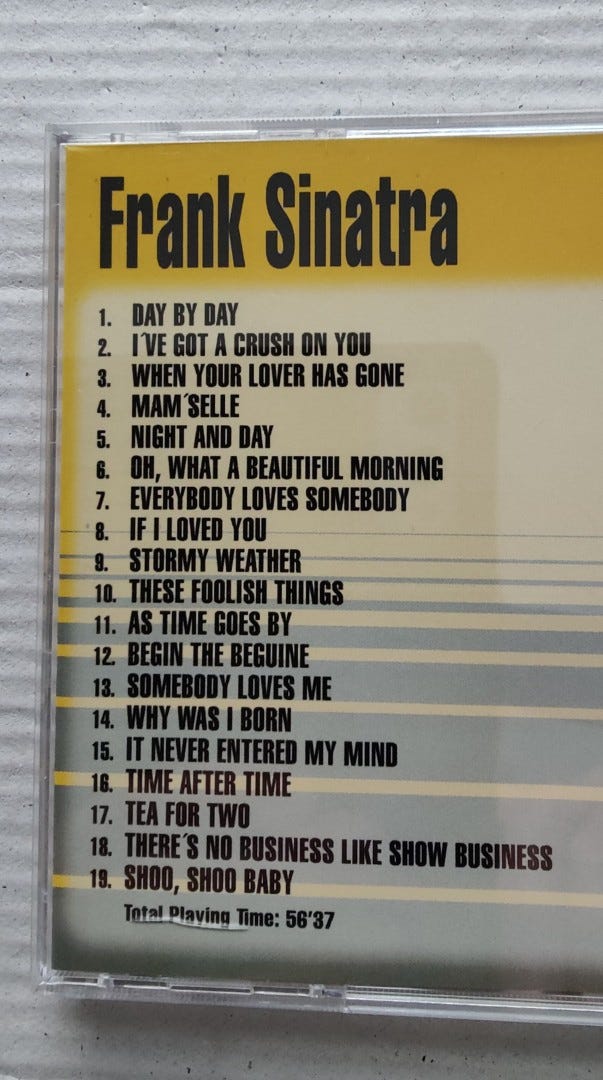 Frank Sinatra
1. DAY BY DAY
2. I´VE GOT A CRUSH ON YOU
3. WHEN YOUR LOVER HAS GONE
4. MAM´SELLE
5. NIGHT AND DAY
6. OH, WHAT A BEAUTIFUL MORNING
7. EVERYBODY LOVES SOMEBODY
8. IF I LOVED YOU
9. STORMY WEATHER
10. THESE FOOLISH THINGS
11. AS TIME GOES BY
12. BEGIN THE BEGUINE
13. SOMEBODY LOVES ME
14. WHY WAS I BORN
15. IT NEVER ENTERED MY MIND
16. TIME AFTER TIME
17. TEA FOR TWO
18. THERE´S NO BUSINESS LIKE SHOW BUSINESS
19. SHOO, SHOO BABY
Total Playing Time: 56'37